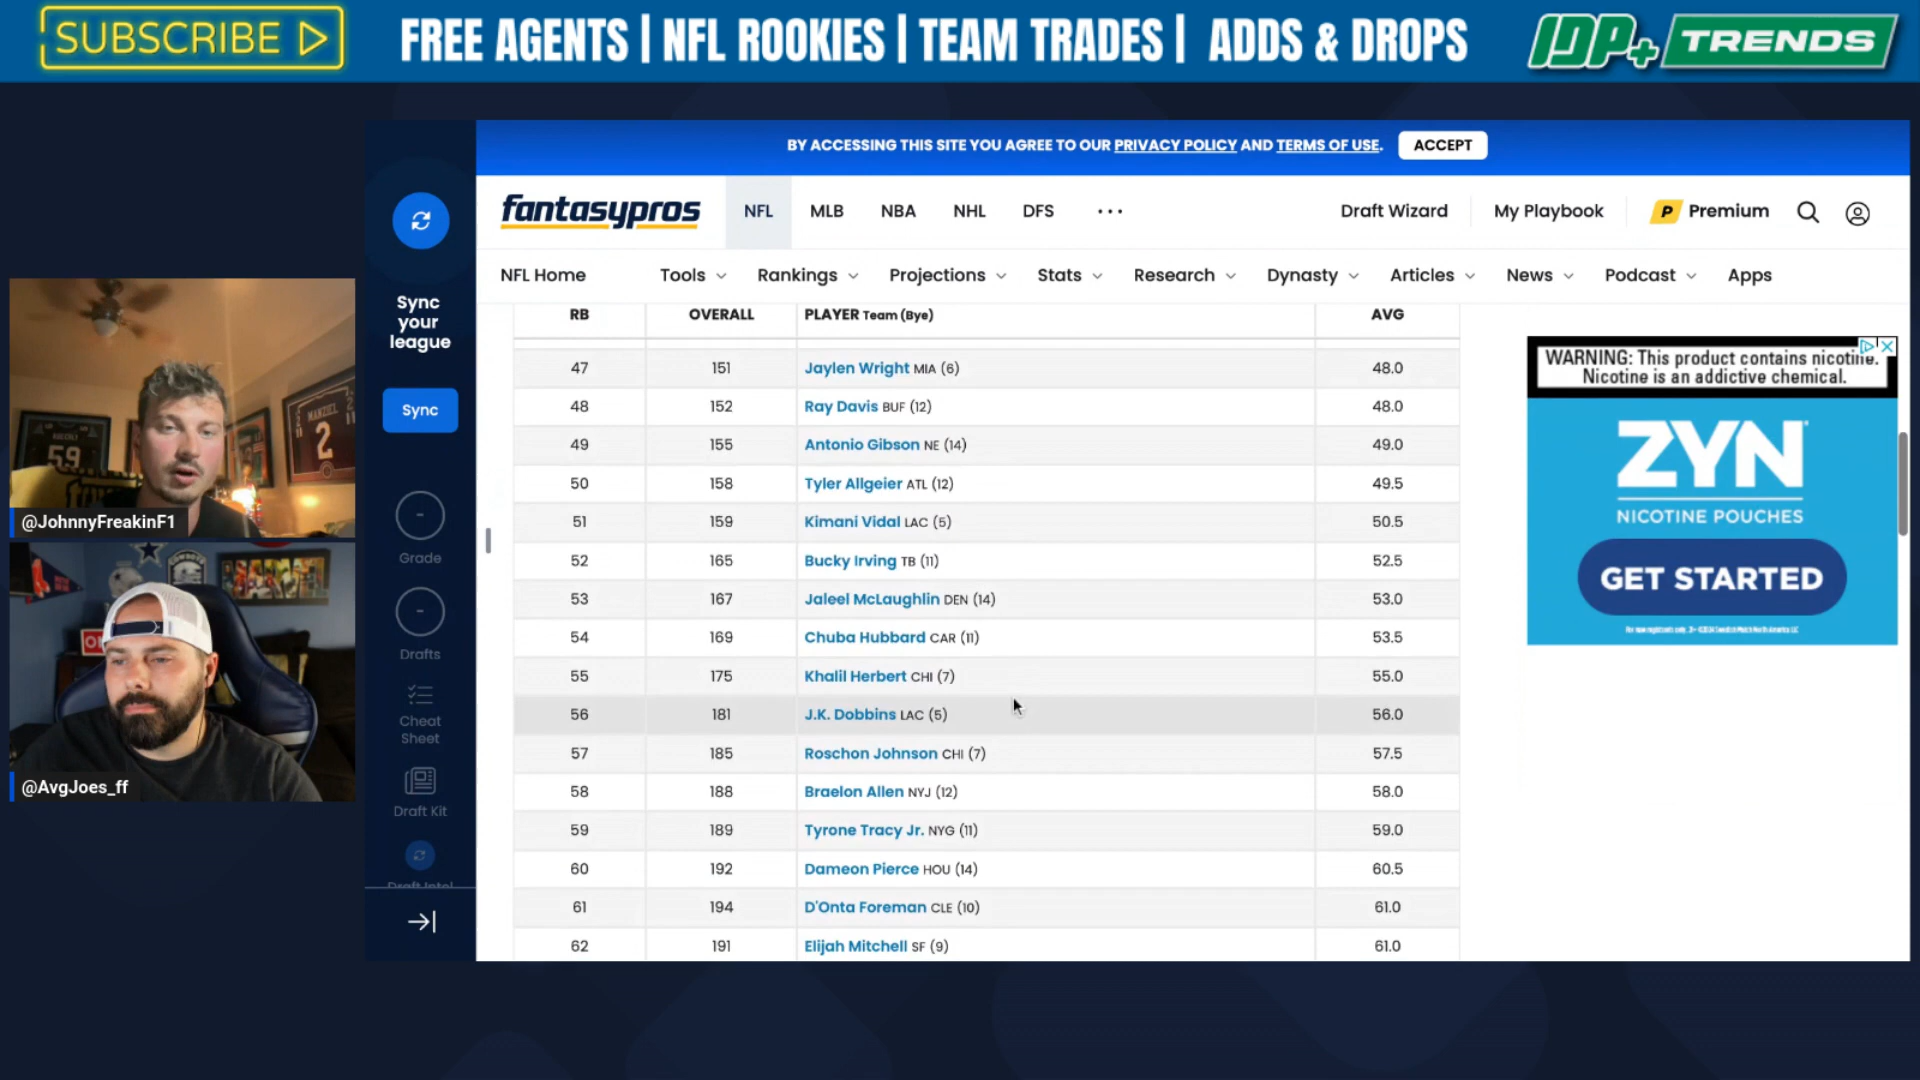 SUBSCRIBE
FREE AGENTS | NFL ROOKIES | TEAM TRADES | ADDS & DROPS
IDP+ TRENDS
BY ACCESSING THIS SITE YOU AGREE TO OUR PRIVACY POLICY AND TERMS OF USE. ACCEPT
fantasypros NFL MLB NBA NHL DFS ... Draft Wizard My Playbook P Premium
NFL Home Tools Rankings Projections Stats Research Dynasty Articles News Podcast Apps
Sync
your
league
Sync
Grade
Drafts
Cheat
Sheet
Draft Kit
Draft Intel
RB OVERALL PLAYER Team (Bye) AVG
47 151 Jaylen Wright MIA (6) 48.0
48 152 Ray Davis BUF (12) 48.0
49 155 Antonio Gibson NE (14) 49.0
50 158 Tyler Allgeier ATL (12) 49.5
51 159 Kimani Vidal LAC (5) 50.5
52 165 Bucky Irving TB (11) 52.5
53 167 Jaleel McLaughlin DEN (14) 53.0
54 169 Chuba Hubbard CAR (11) 53.5
55 175 Khalil Herbert CHI (7) 55.0
56 181 J.K. Dobbins LAC (5) 56.0
57 185 Roschon Johnson CHI (7) 57.5
58 188 Braelon Allen NYJ (12) 58.0
59 189 Tyrone Tracy Jr. NYG (11) 59.0
60 192 Dameon Pierce HOU (14) 60.5
61 194 D'Onta Foreman CLE (10) 61.0
62 191 Elijah Mitchell SF (9) 61.0
WARNING: This product contains nicotine.
Nicotine is an addictive chemical.
ZYN
NICOTINE POUCHES
GET STARTED
59
MANZIEL
2
@JohnnyFreakinF1
@AvgJoes_ff